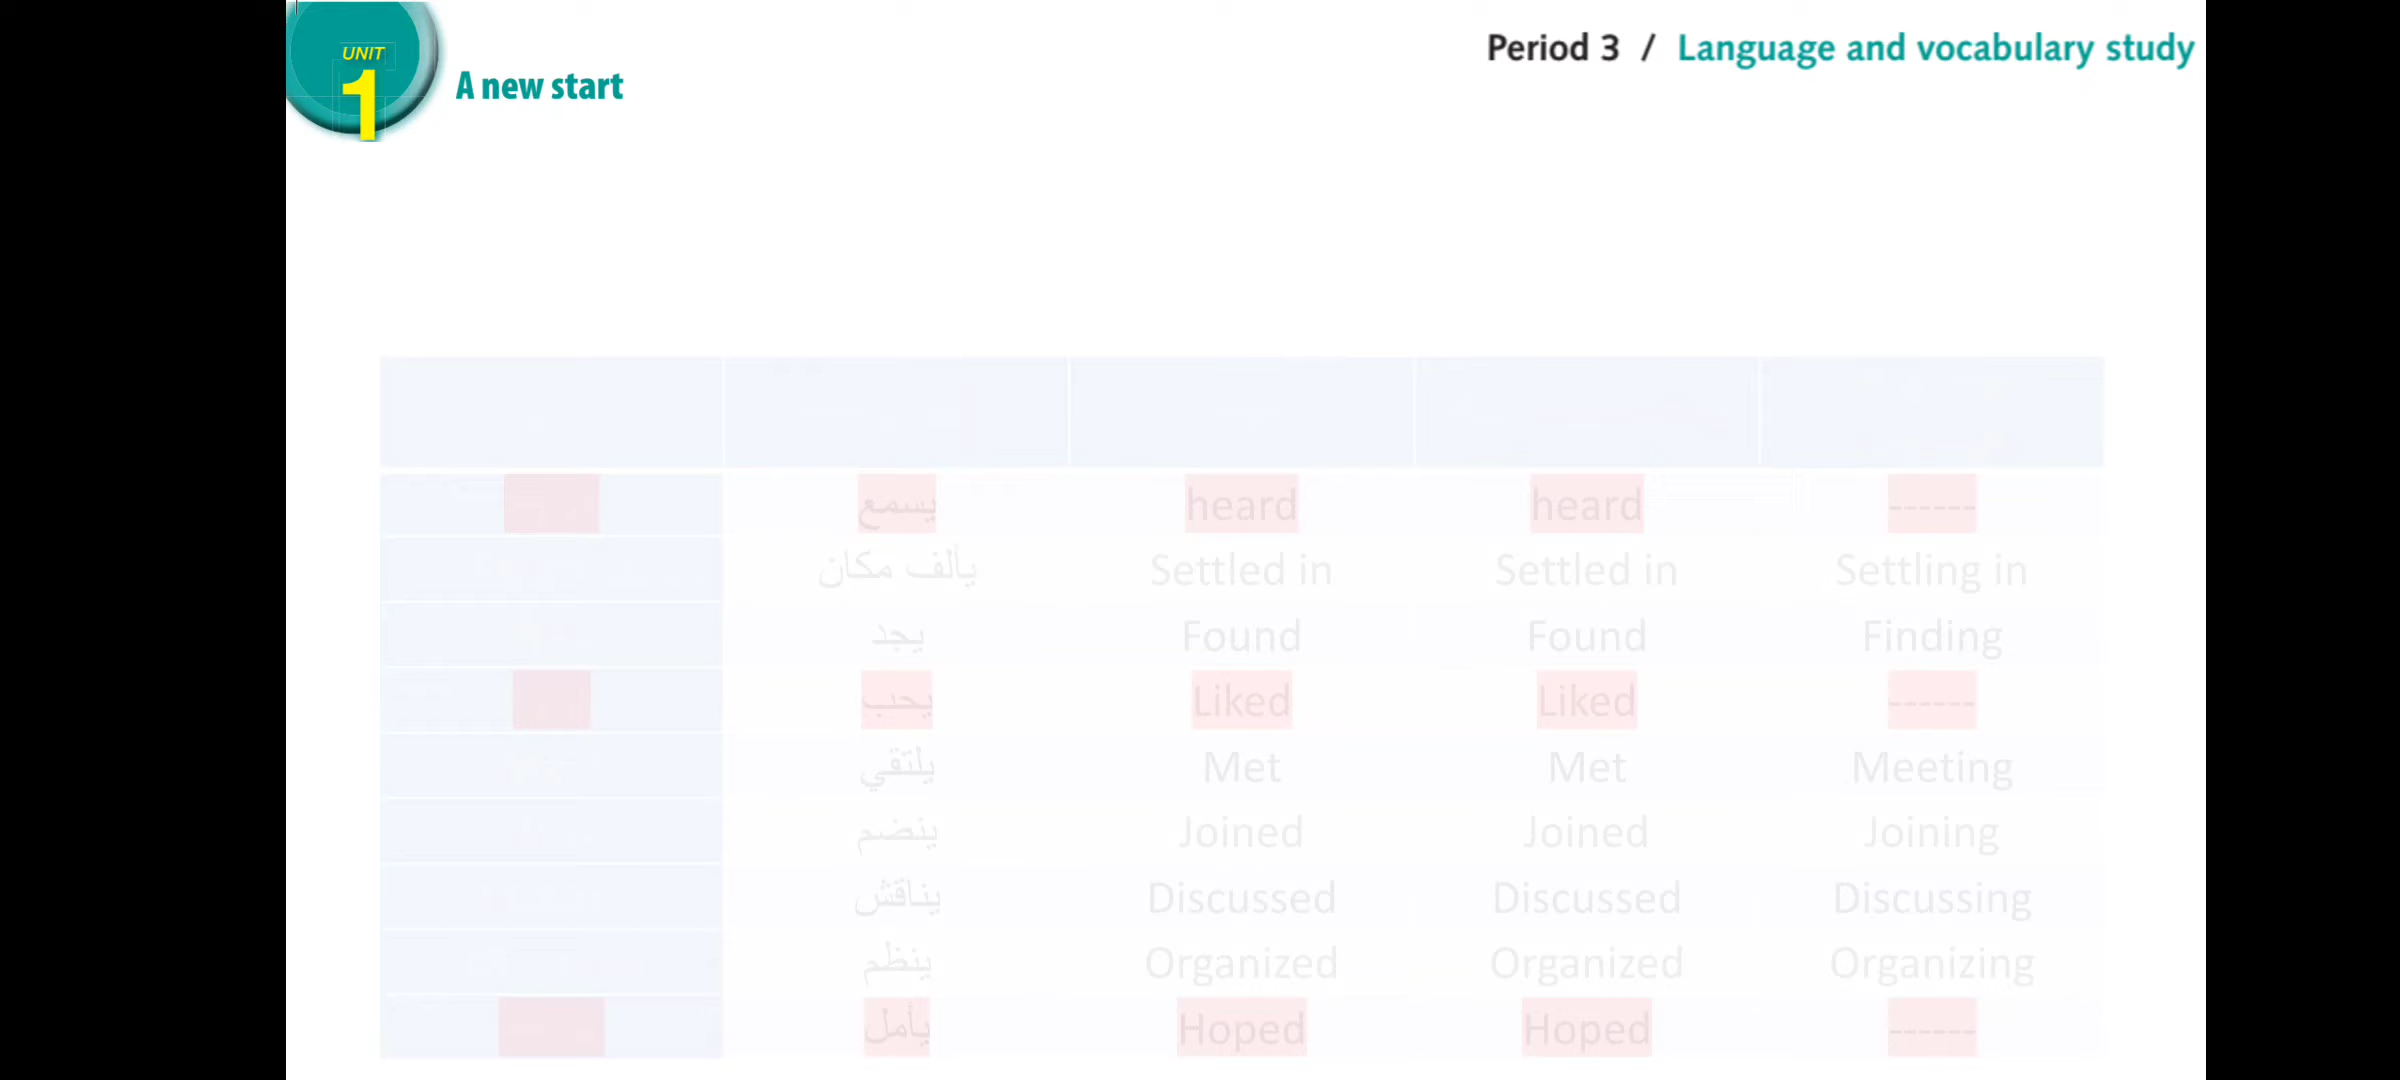 UNIT
1
A new start
Period 3 / Language and vocabulary study
يسمع heard heard ------
يألف مكان Settled in Settled in Settling in
يجد Found Found Finding
يحب Liked Liked ------
يلتقي Met Met Meeting
ينضم Joined Joined Joining
يناقش Discussed Discussed Discussing
ينظم Organized Organized Organizing
يأمل Hoped Hoped ------